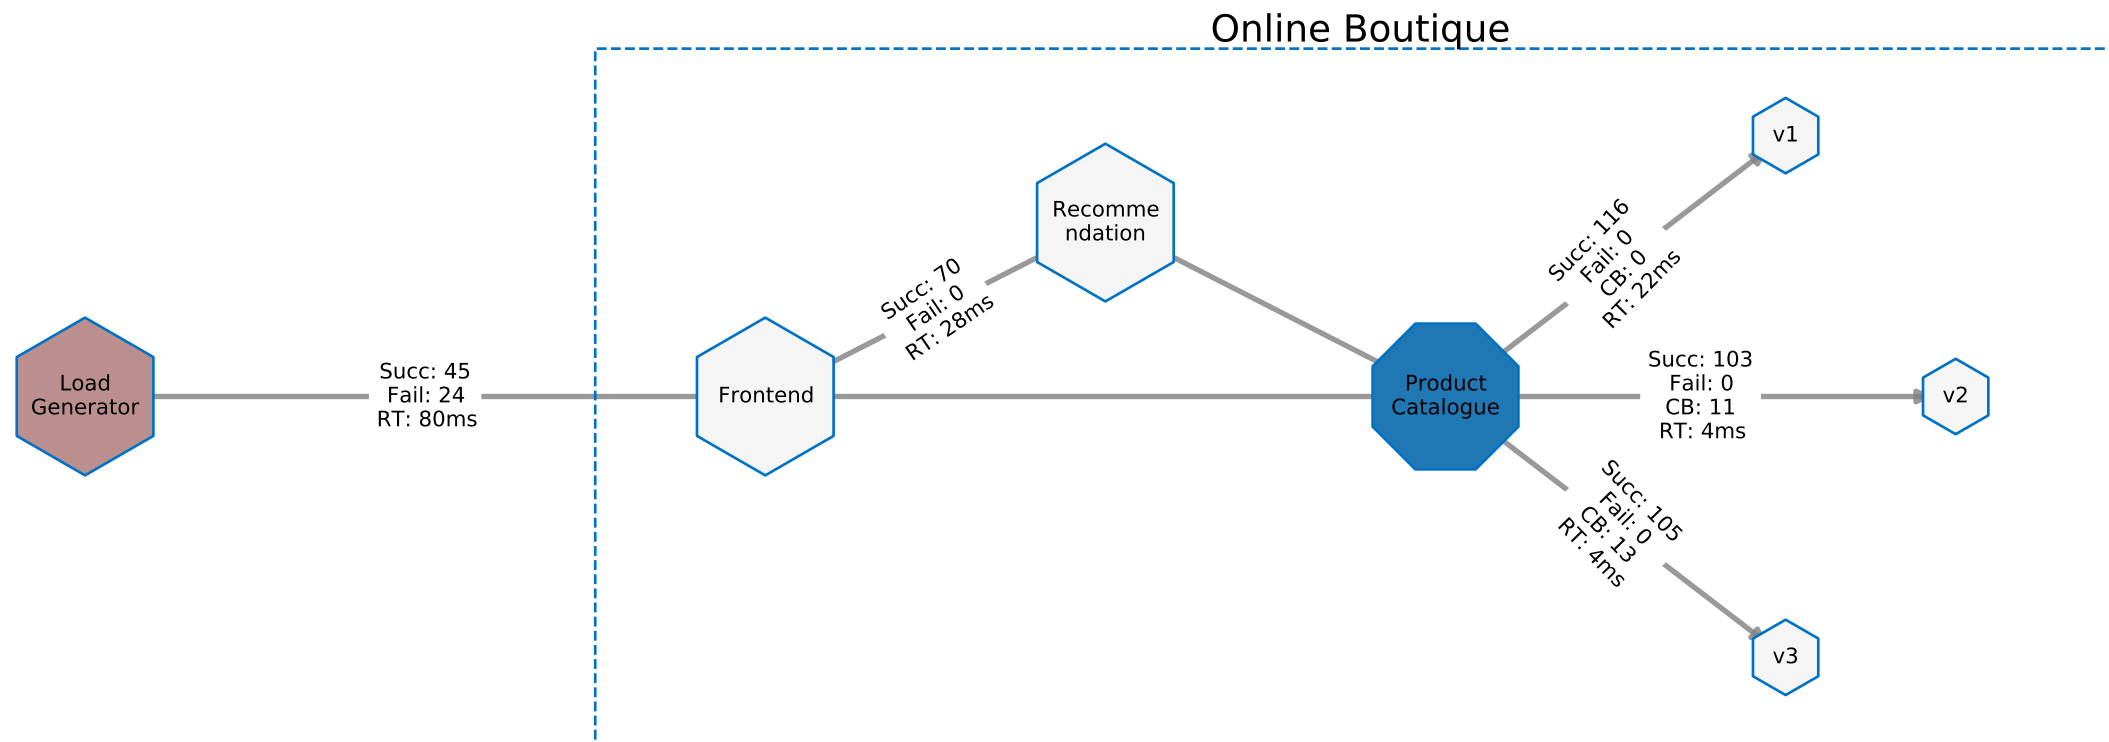 Online Boutique
Load
Generator
Succ: 45
Fail: 24
RT: 80ms
Frontend
Succ: 70
Fail: 0
RT: 28ms
Recomme
ndation
Product
Catalogue
Succ: 116
Fail: 0
CB: 0
RT: 22ms
v1
Succ: 103
Fail: 0
CB: 11
RT: 4ms
v2
Succ: 105
Fail: 0
CB: 13
RT: 4ms
v3